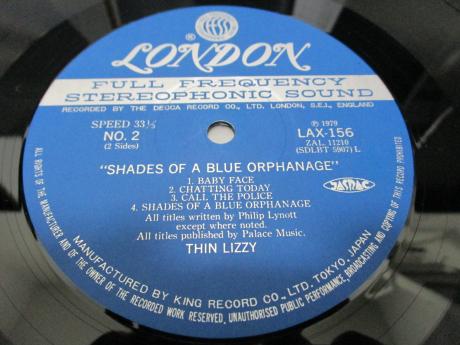 ffss
®
LONDON
FULL FREQUENCY
STEREOPHONIC SOUND
RECORDED BY THE DECCA RECORD CO., LTD. LONDON, S.E.1, ENGLAND
SPEED 33⅓
NO. 2
(2 Sides)
Ⓟ 1979
LAX-156
ZAL. 11210
(SDLBT 5907) L
"SHADES OF A BLUE ORPHANAGE"
1. BABY FACE
2. CHATTING TODAY
3. CALL THE POLICE
4. SHADES OF A BLUE ORPHANAGE
JASRAC
All titles written by Philip Lynott
except where noted.
All titles published by Palace Music.
THIN LIZZY
MANUFACTURED BY KING RECORD CO., LTD. TOKYO, JAPAN
ALL RIGHTS OF THE MANUFACTURER AND OF THE OWNER OF THE RECORDED WORK RESERVED, UNAUTHORISED PUBLIC PERFORMANCE, BROADCASTING AND COPYING OF THIS RECORD PROHIBITED